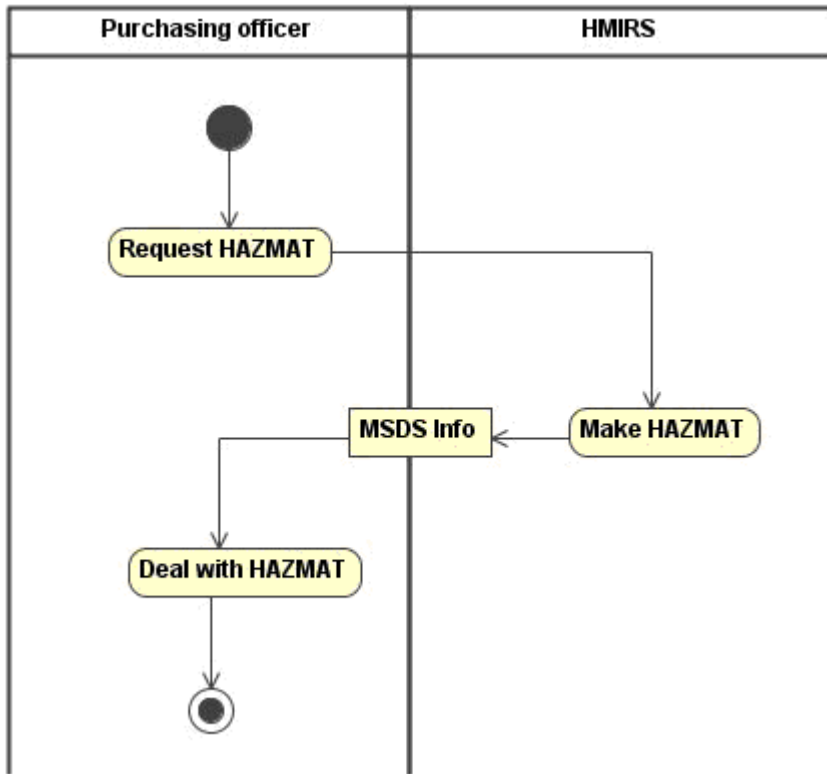 Purchasing officer
HMIRS
Request HAZMAT
MSDS Info
Make HAZMAT
Deal with HAZMAT